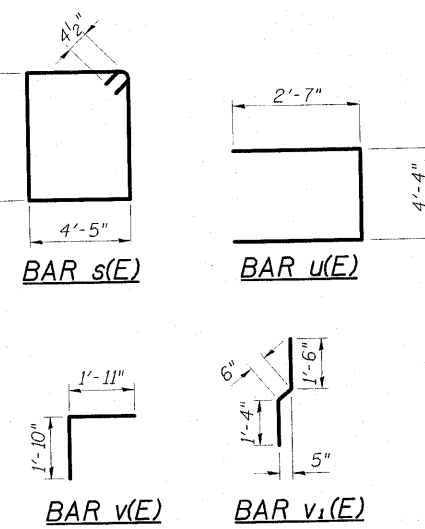 4½"
4'-5"
BAR s(E)
2'-7"
4'-4"
BAR u(E)
1'-11"
1'-10"
BAR v(E)
6"
1'-6"
1'-4"
5"
BAR v₁(E)